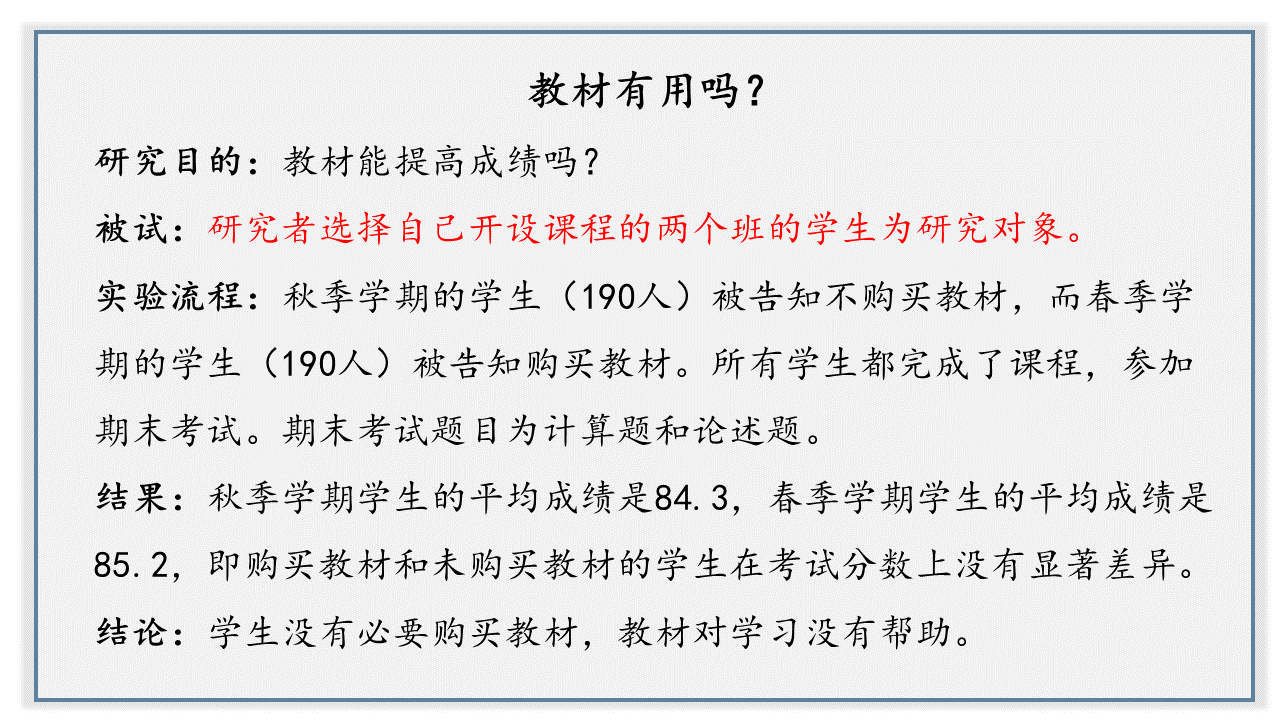 教材有用吗？
研究目的：教材能提高成绩吗？
被试：研究者选择自己开设课程的两个班的学生为研究对象。
实验流程：秋季学期的学生（190人）被告知不购买教材，而春季学
期的学生（190人）被告知购买教材。所有学生都完成了课程，参加
期末考试。期末考试题目为计算题和论述题。
结果：秋季学期学生的平均成绩是84.3，春季学期学生的平均成绩是
85.2，即购买教材和未购买教材的学生在考试分数上没有显著差异。
结论：学生没有必要购买教材，教材对学习没有帮助。